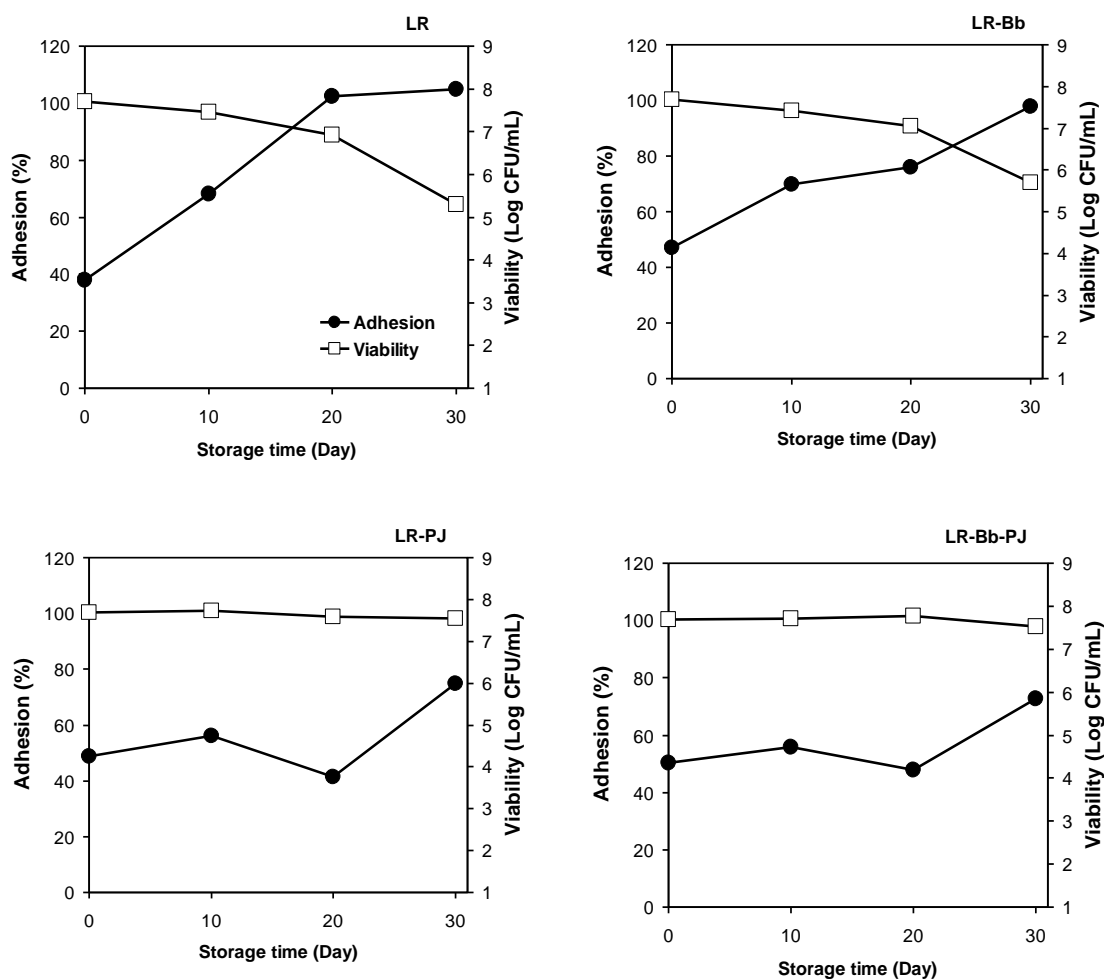 LR
120
100
80
60
40
20
0
Adhesion (%)
9
8
7
6
5
4
3
2
1
Viability (Log CFU/mL)
Adhesion
Viability
0 10 20 30
Storage time (Day)
LR-Bb
120
100
80
60
40
20
0
Adhesion (%)
9
8
7
6
5
4
3
2
1
Viability (Log CFU/mL)
0 10 20 30
Storage time (Day)
LR-PJ
120
100
80
60
40
20
0
Adhesion (%)
9
8
7
6
5
4
3
2
1
Viability (Log CFU/mL)
0 10 20 30
Storage time (Day)
LR-Bb-PJ
120
100
80
60
40
20
0
Adhesion (%)
9
8
7
6
5
4
3
2
1
Viability (Log CFU/mL)
0 10 20 30
Storage time (Day)